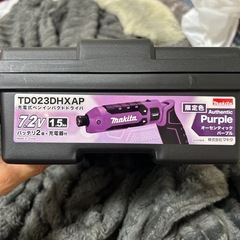 TD023DHXAP
充電式ペンインパクトドライバ
7.2V 1.5Ah
バッテリ2本・充電器付
makita
限定色
makita
Authentic
Purple
オーセンティック
パープル
株式会社マキタ